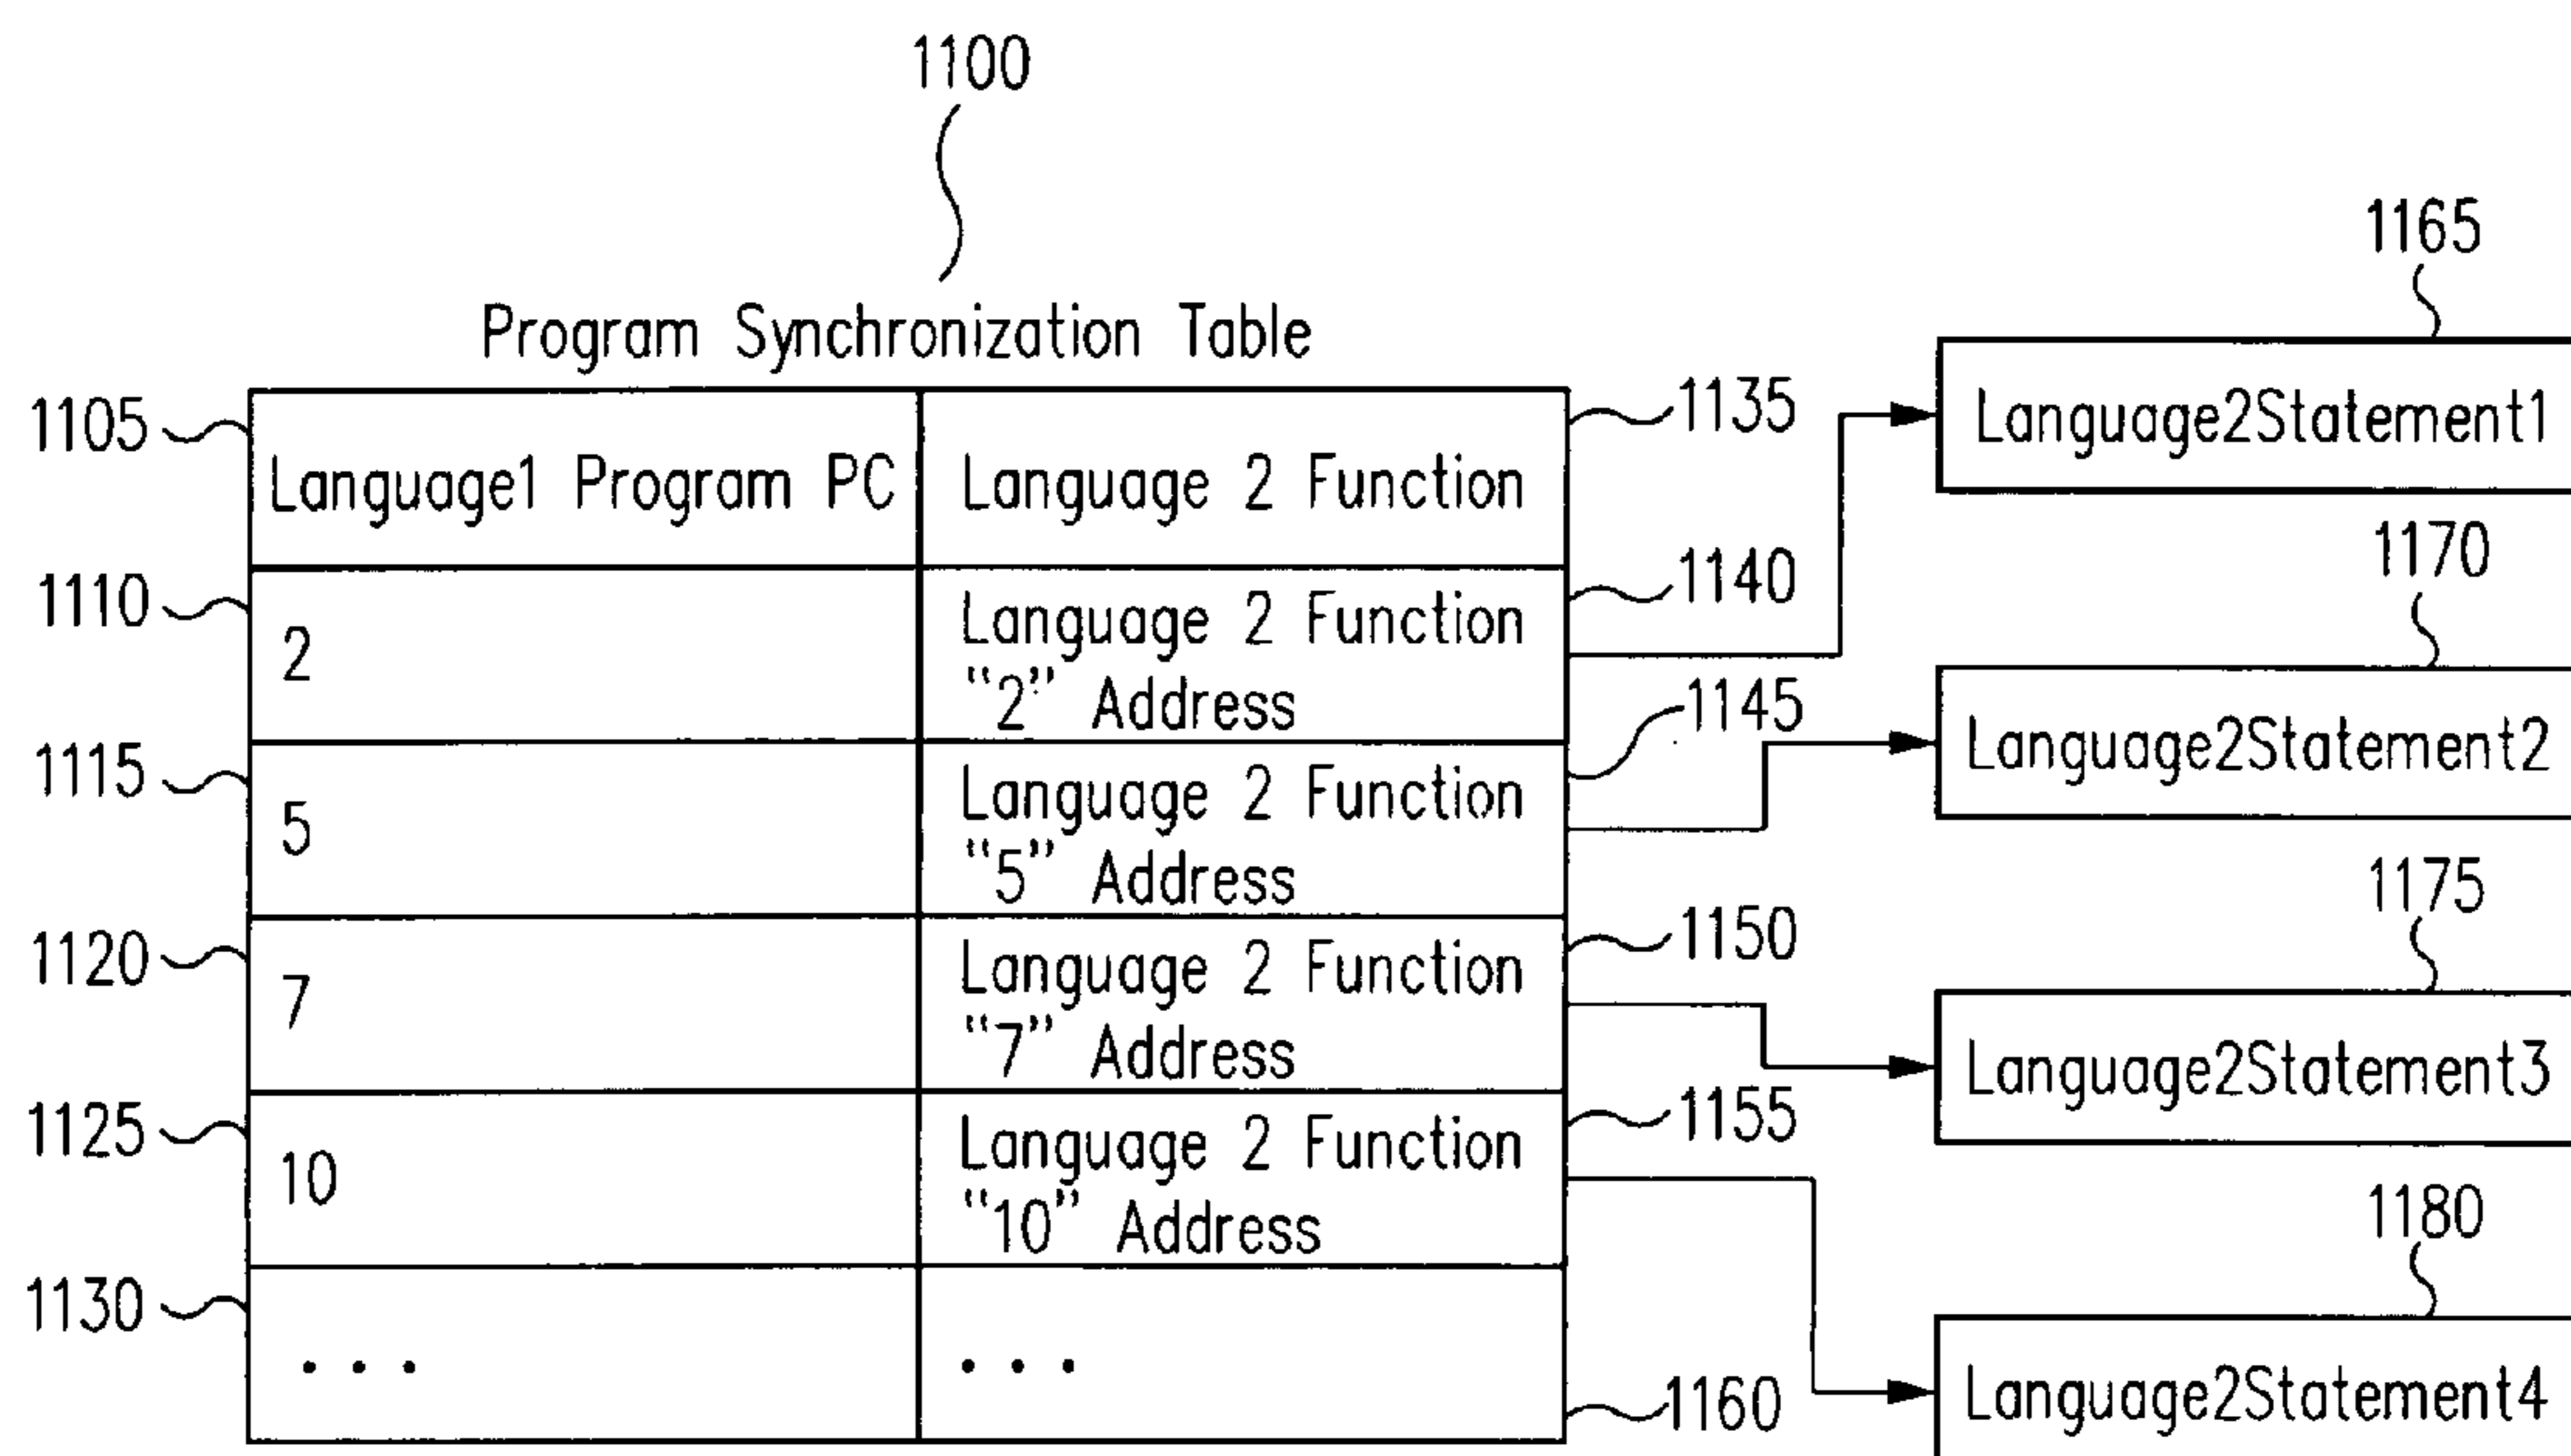 1100
Program Synchronization Table
1105
Language1 Program PC
Language 2 Function
1135
1110
2
Language 2 Function
"2" Address
1140
1115
5
Language 2 Function
"5" Address
1145
1120
7
Language 2 Function
"7" Address
1150
1125
10
Language 2 Function
"10" Address
1155
1130
...
...
1160
1165
Language2Statement1
1170
Language2Statement2
1175
Language2Statement3
1180
Language2Statement4